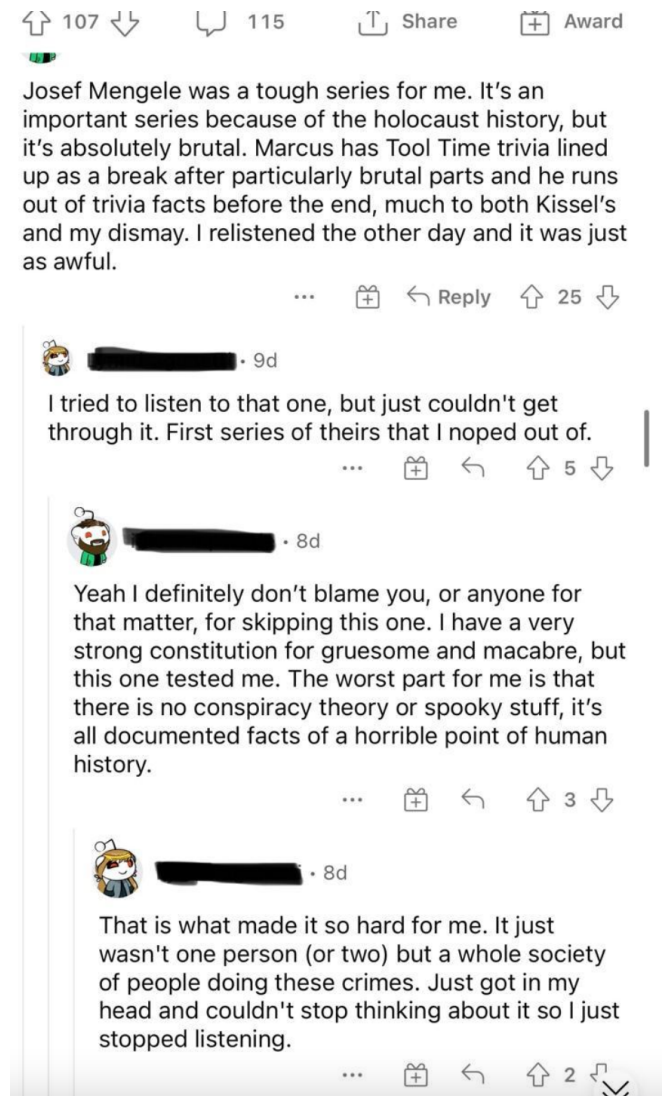 107
115
Share
Award
Josef Mengele was a tough series for me. It’s an
important series because of the holocaust history, but
it’s absolutely brutal. Marcus has Tool Time trivia lined
up as a break after particularly brutal parts and he runs
out of trivia facts before the end, much to both Kissel’s
and my dismay. I relistened the other day and it was just
as awful.
... Reply 25
· 9d
I tried to listen to that one, but just couldn't get
through it. First series of theirs that I noped out of.
... 5
· 8d
Yeah I definitely don’t blame you, or anyone for
that matter, for skipping this one. I have a very
strong constitution for gruesome and macabre, but
this one tested me. The worst part for me is that
there is no conspiracy theory or spooky stuff, it’s
all documented facts of a horrible point of human
history.
... 3
· 8d
That is what made it so hard for me. It just
wasn't one person (or two) but a whole society
of people doing these crimes. Just got in my
head and couldn't stop thinking about it so I just
stopped listening.
... 2